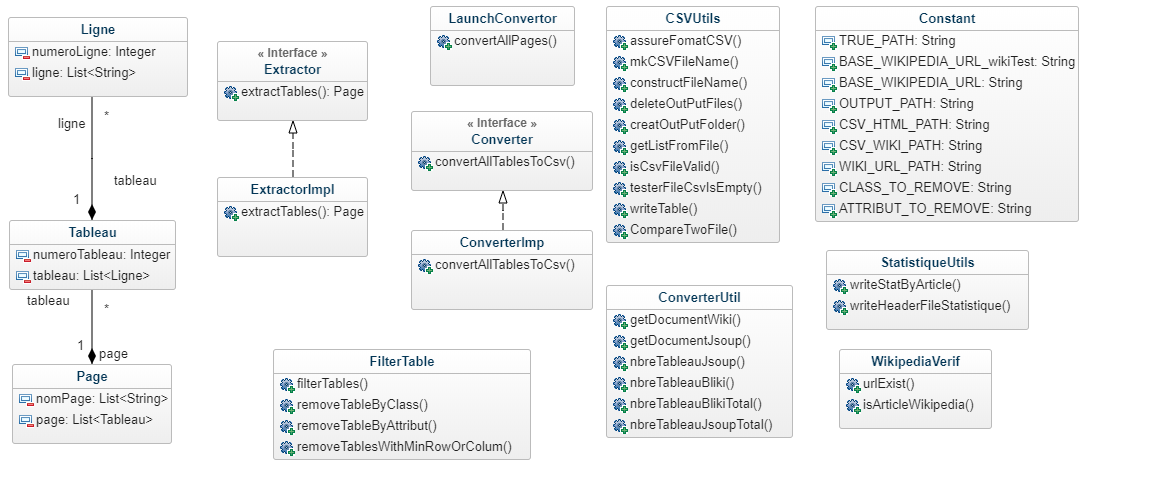 Ligne
numeroLigne: Integer
ligne: List<String>
*
ligne
tableau
1
Tableau
numeroTableau: Integer
tableau: List<Ligne>
tableau
*
1
page
Page
nomPage: List<String>
page: List<Tableau>
« Interface »
Extractor
extractTables(): Page
ExtractorImpl
extractTables(): Page
LaunchConvertor
convertAllPages()
« Interface »
Converter
convertAllTablesToCsv()
ConverterImp
convertAllTablesToCsv()
FilterTable
filterTables()
removeTableByClass()
removeTableByAttribut()
removeTablesWithMinRowOrColum()
CSVUtils
assureFomatCSV()
mkCSVFileName()
constructFileName()
deleteOutPutFiles()
creatOutPutFolder()
getListFromFile()
isCsvFileValid()
testerFileCsvIsEmpty()
writeTable()
CompareTwoFile()
ConverterUtil
getDocumentWiki()
getDocumentJsoup()
nbreTableauJsoup()
nbreTableauBliki()
nbreTableauBlikiTotal()
nbreTableauJsoupTotal()
Constant
TRUE_PATH: String
BASE_WIKIPEDIA_URL_wikiTest: String
BASE_WIKIPEDIA_URL: String
OUTPUT_PATH: String
CSV_HTML_PATH: String
CSV_WIKI_PATH: String
WIKI_URL_PATH: String
CLASS_TO_REMOVE: String
ATTRIBUT_TO_REMOVE: String
StatistiqueUtils
writeStatByArticle()
writeHeaderFileStatistique()
WikipediaVerif
urlExist()
isArticleWikipedia()